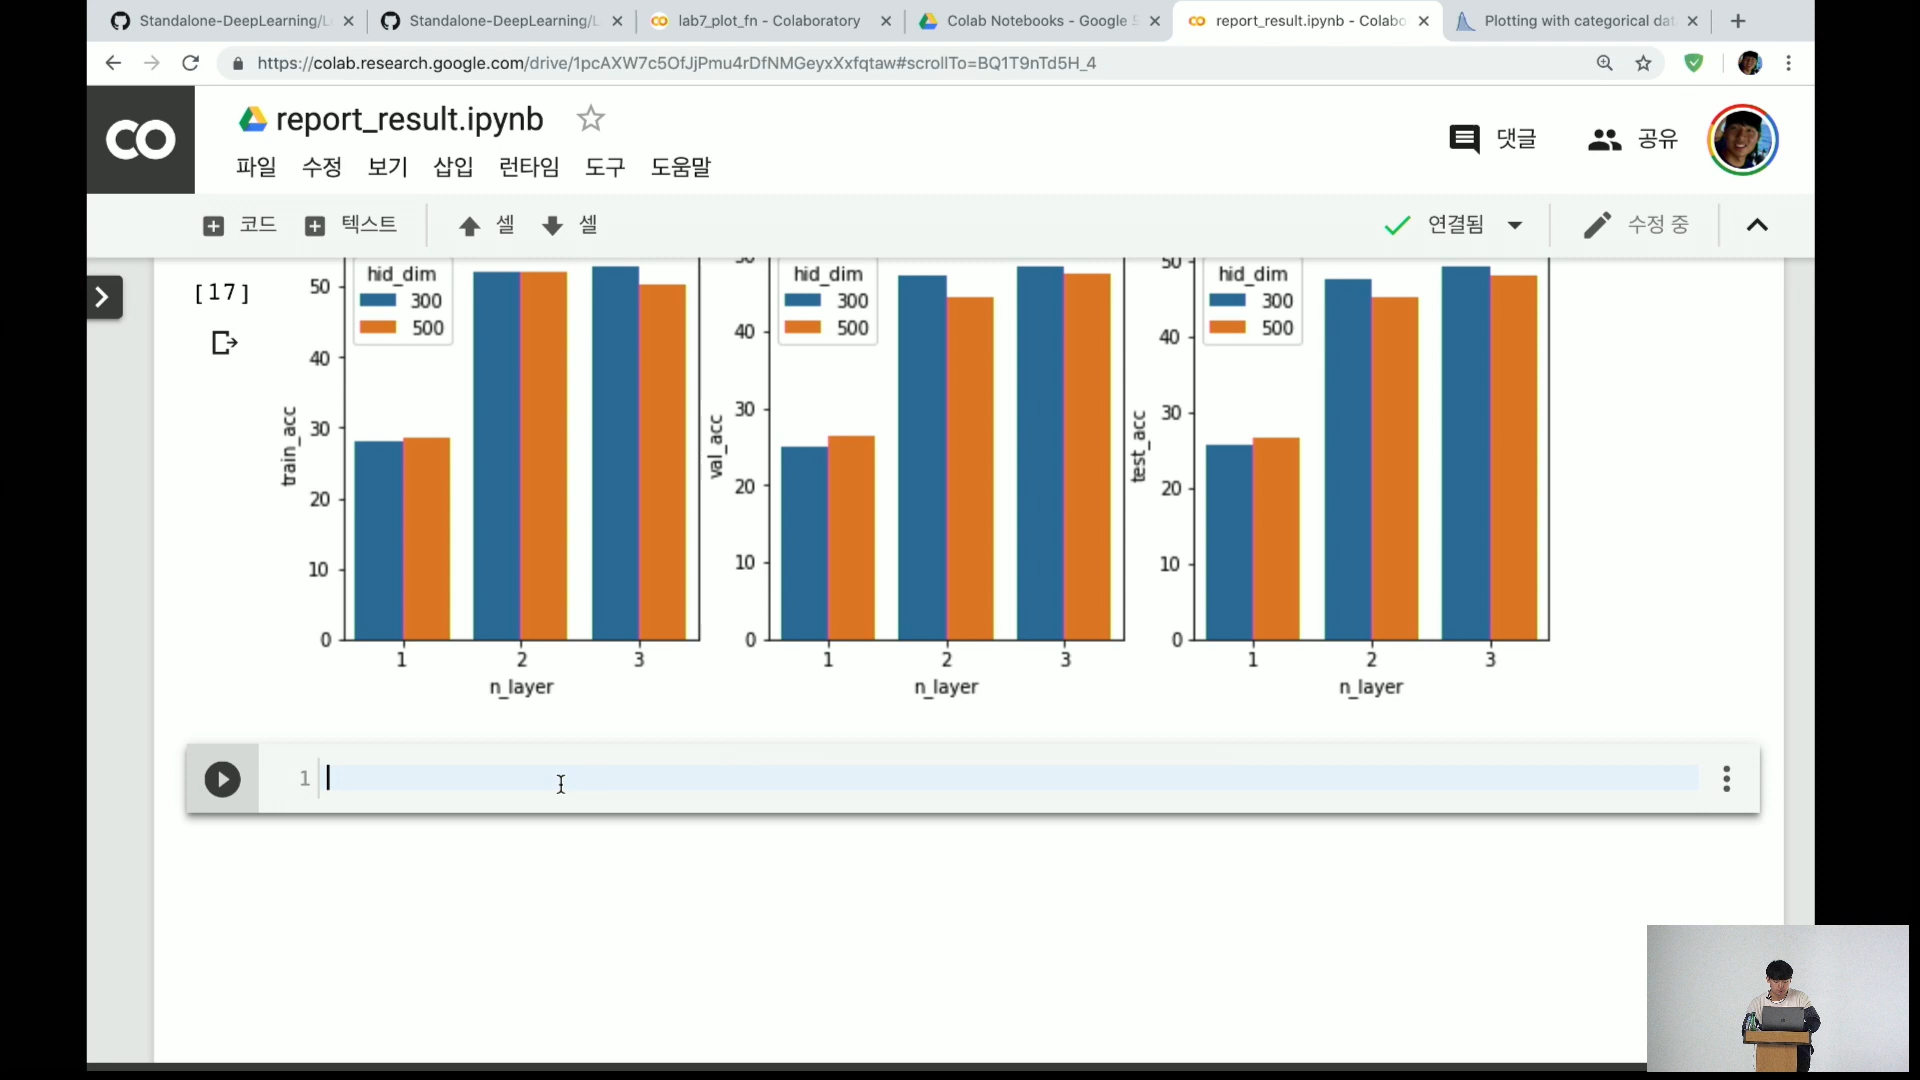 Standalone-DeepLearning/L
Standalone-DeepLearning/L
lab7_plot_fn - Colaboratory
Colab Notebooks - Google
report_result.ipynb - Colabo
Plotting with categorical dat
https://colab.research.google.com/drive/1pcAXW7c5OfJjPmu4rDfNMGeyxXxfqtaw#scrollTo=BQ1T9nTd5H_4
CO
report_result.ipynb
댓글
공유
파일 수정 보기 삽입 런타임 도구 도움말
코드 텍스트 셀 셀
연결됨
수정 중
[17]
hid_dim
300
500
50
40
30
20
10
0
train_acc
1 2 3
n_layer
hid_dim
300
500
50
40
30
20
10
0
val_acc
1 2 3
n_layer
hid_dim
300
500
50
40
30
20
10
0
test_acc
1 2 3
n_layer
1